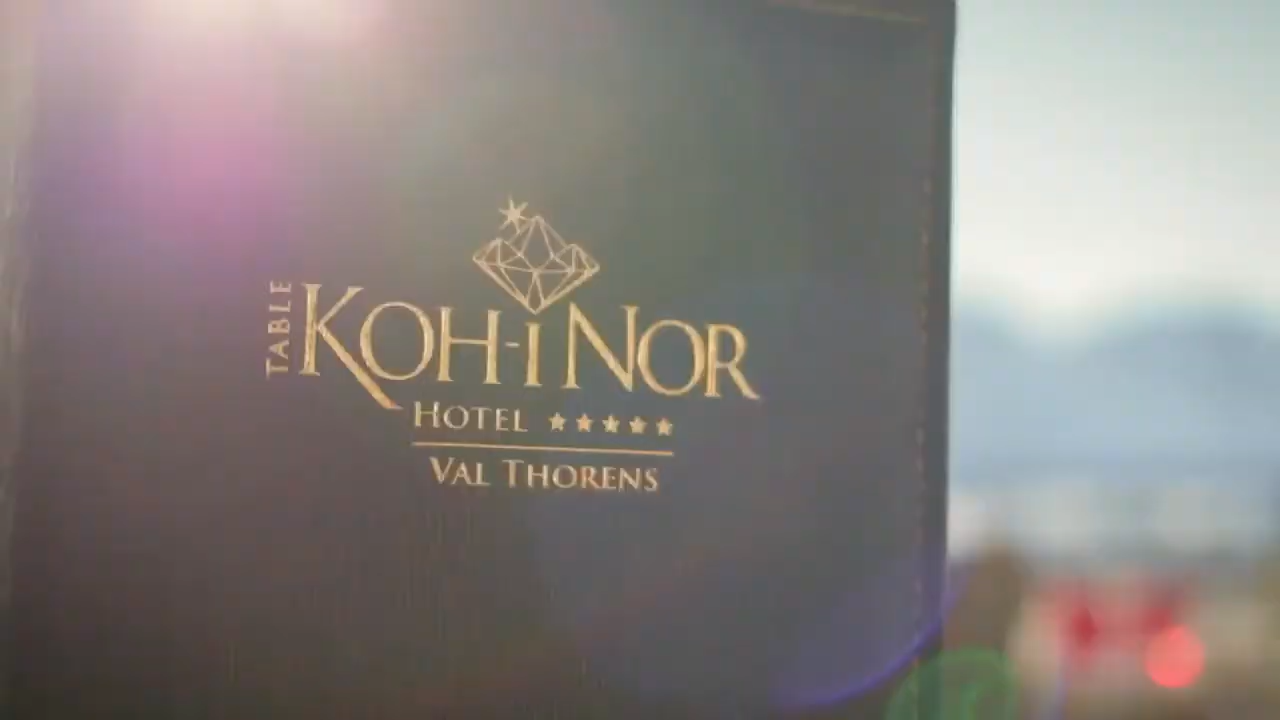 TABLE
KOH-i NOR
HOTEL ★★★★★
VAL THORENS